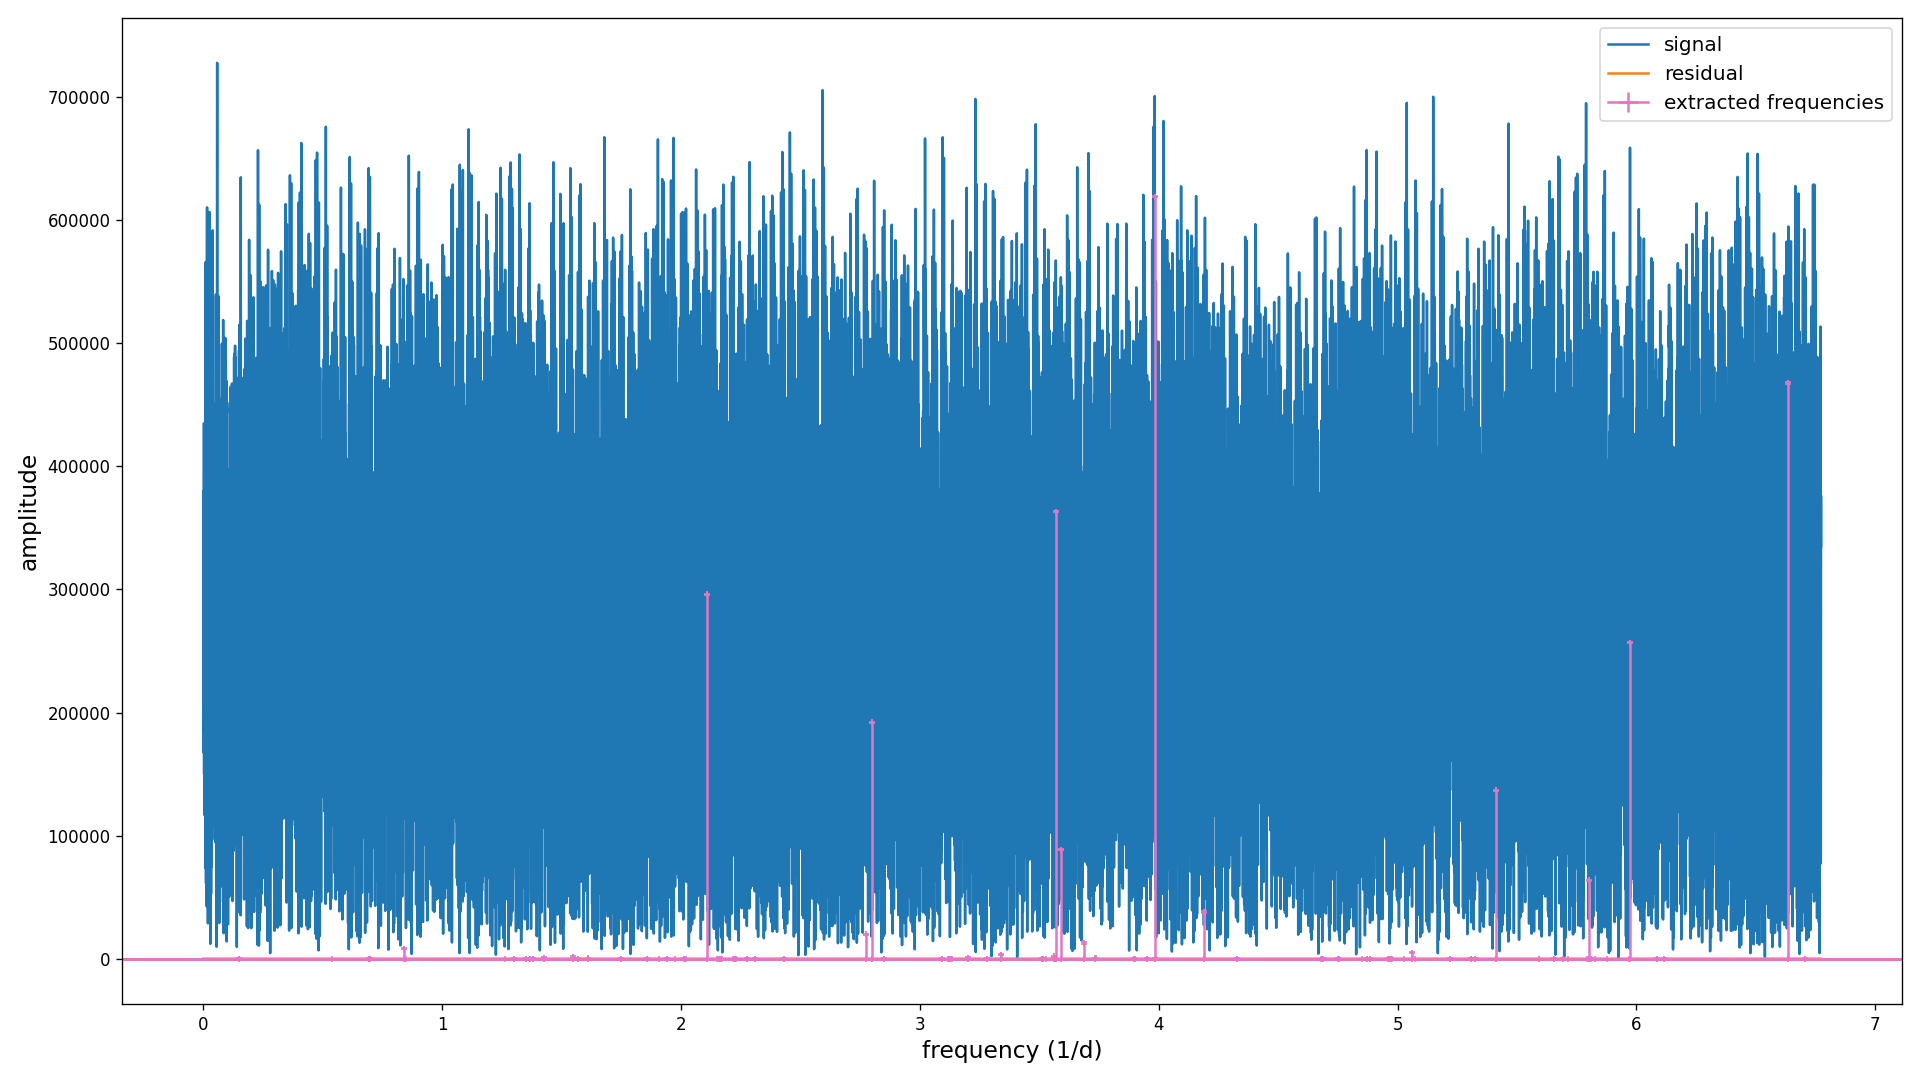 signal
residual
extracted frequencies
amplitude
700000
600000
500000
400000
300000
200000
100000
0
0 1 2 3 4 5 6 7
frequency (1/d)